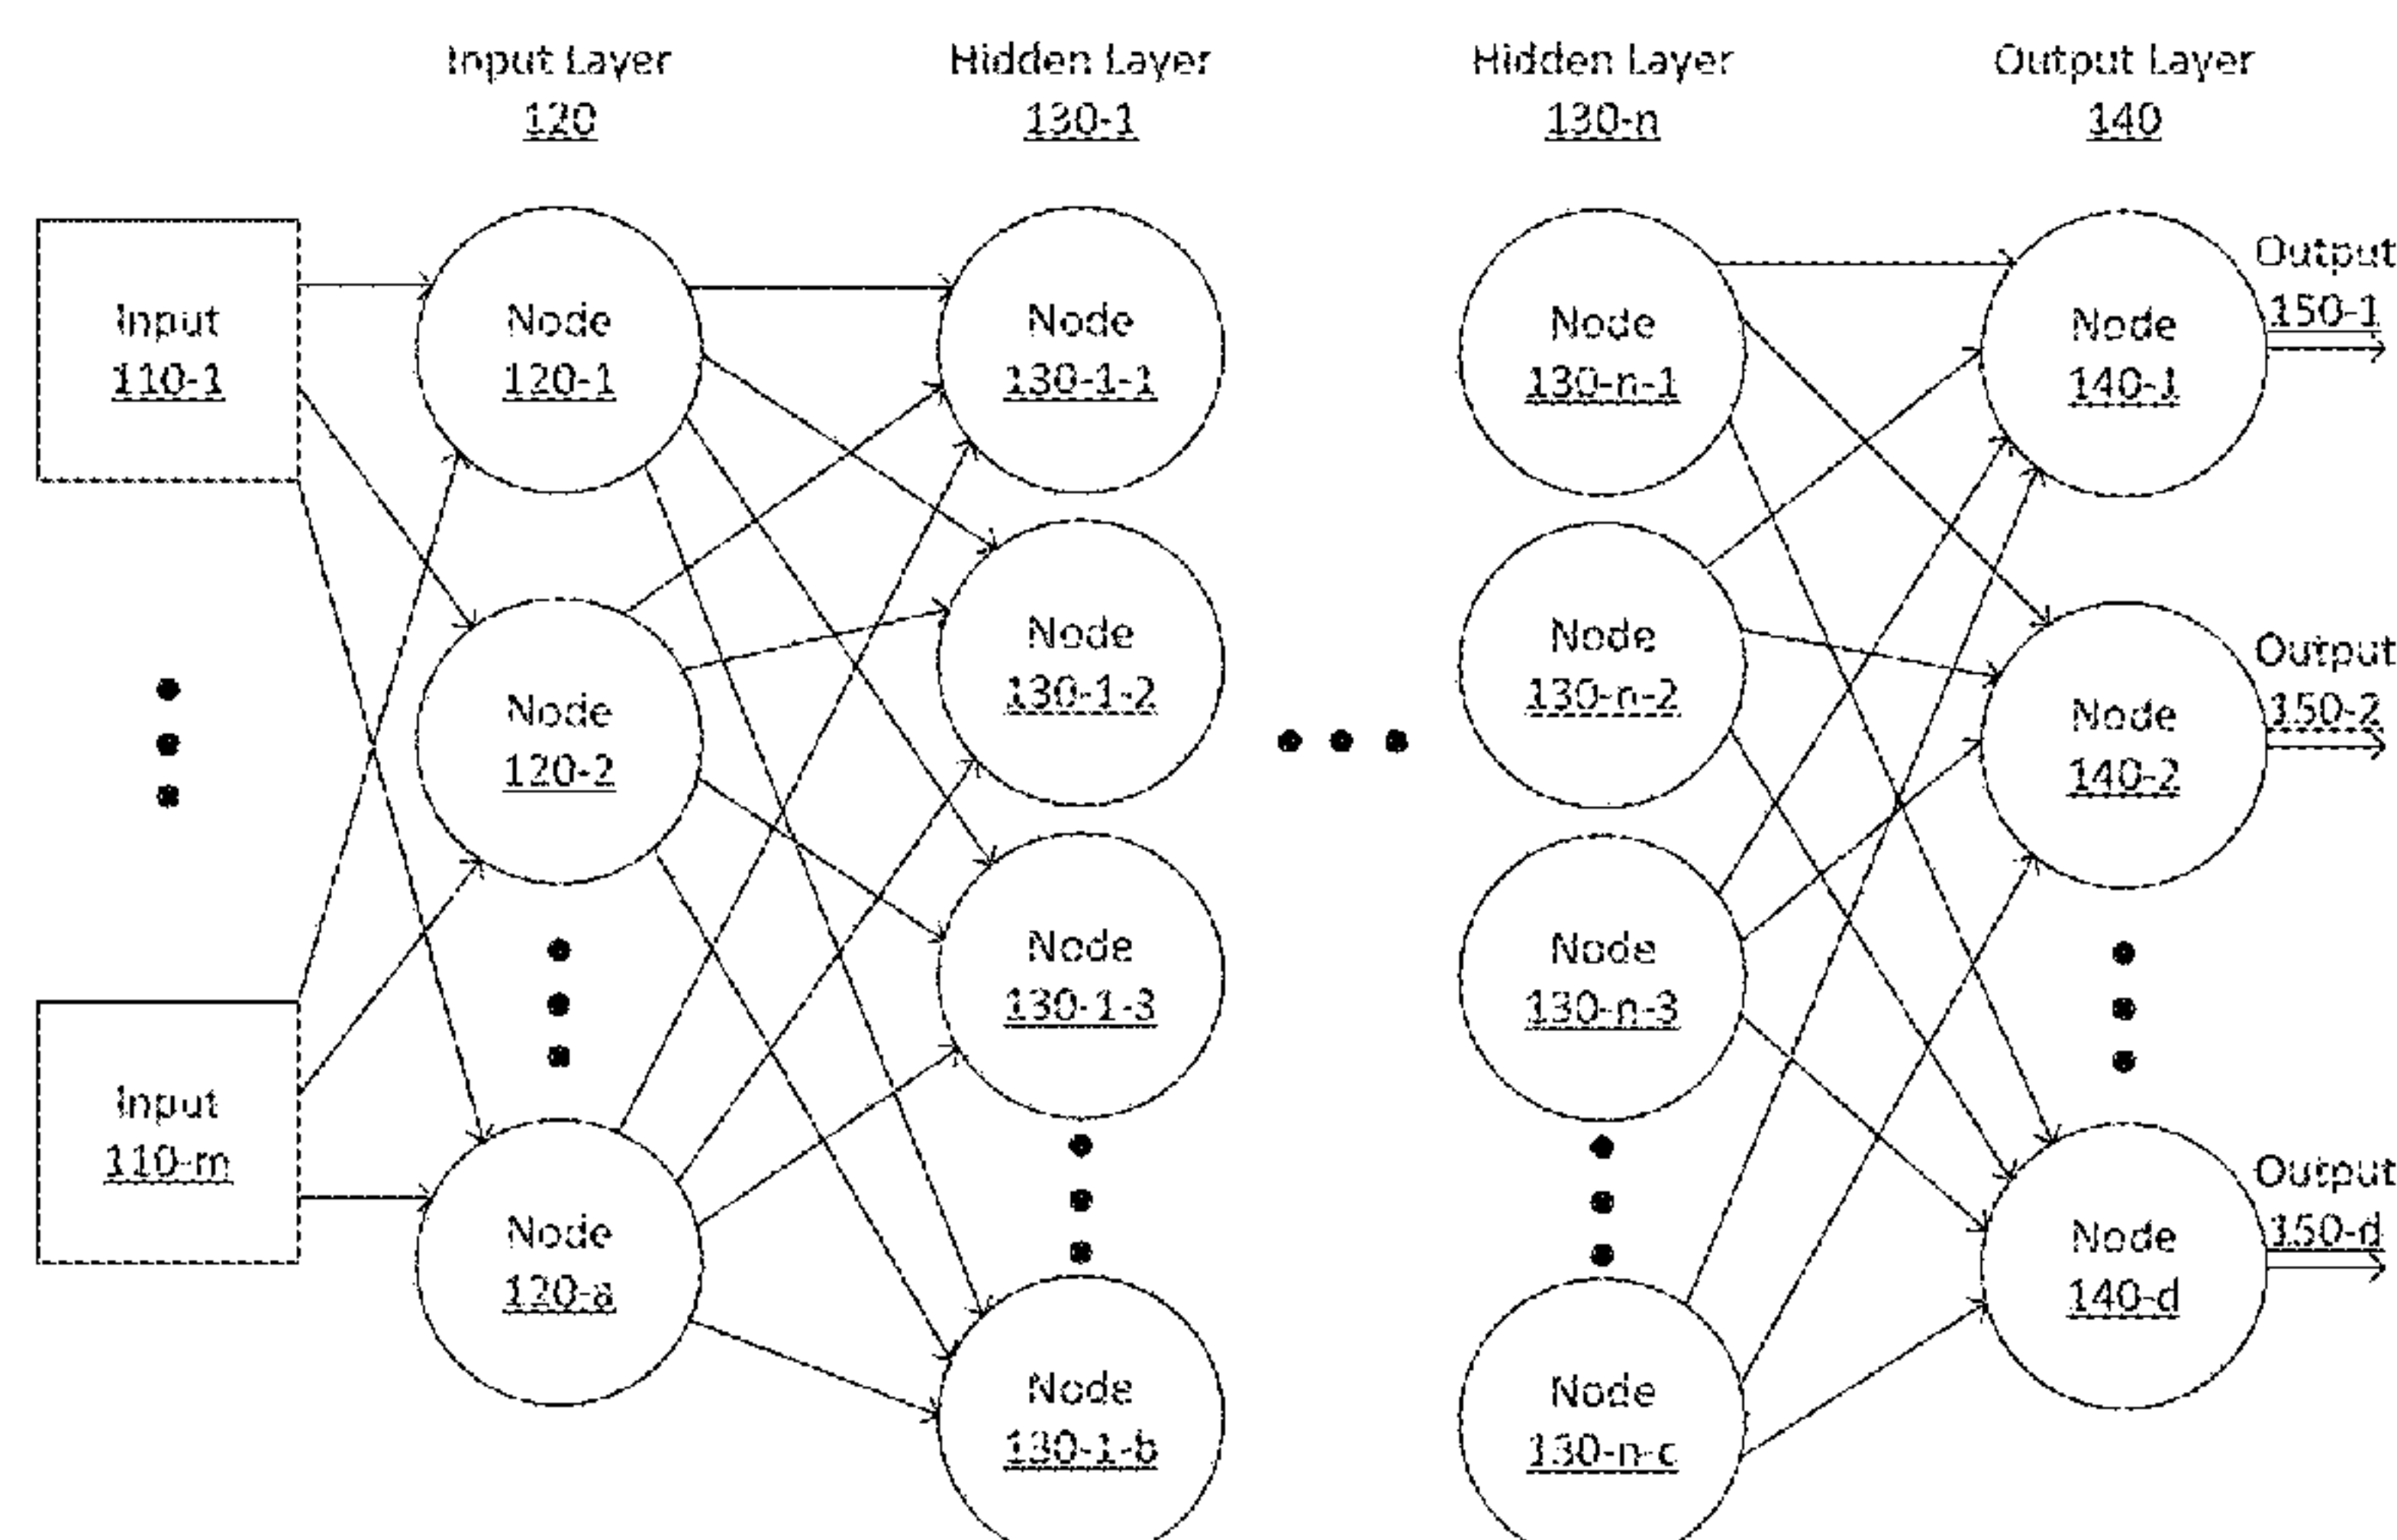 Input Layer
120
Hidden Layer
130-1
Hidden Layer
130-n
Output Layer
140
Input
110-1
Input
110-m
Node
120-1
Node
120-2
Node
120-a
Node
130-1-1
Node
130-1-2
Node
130-1-3
Node
130-1-b
Node
130-n-1
Node
130-n-2
Node
130-n-3
Node
130-n-c
Node
140-1
Node
140-2
Node
140-d
Output
150-1
Output
150-2
Output
150-d